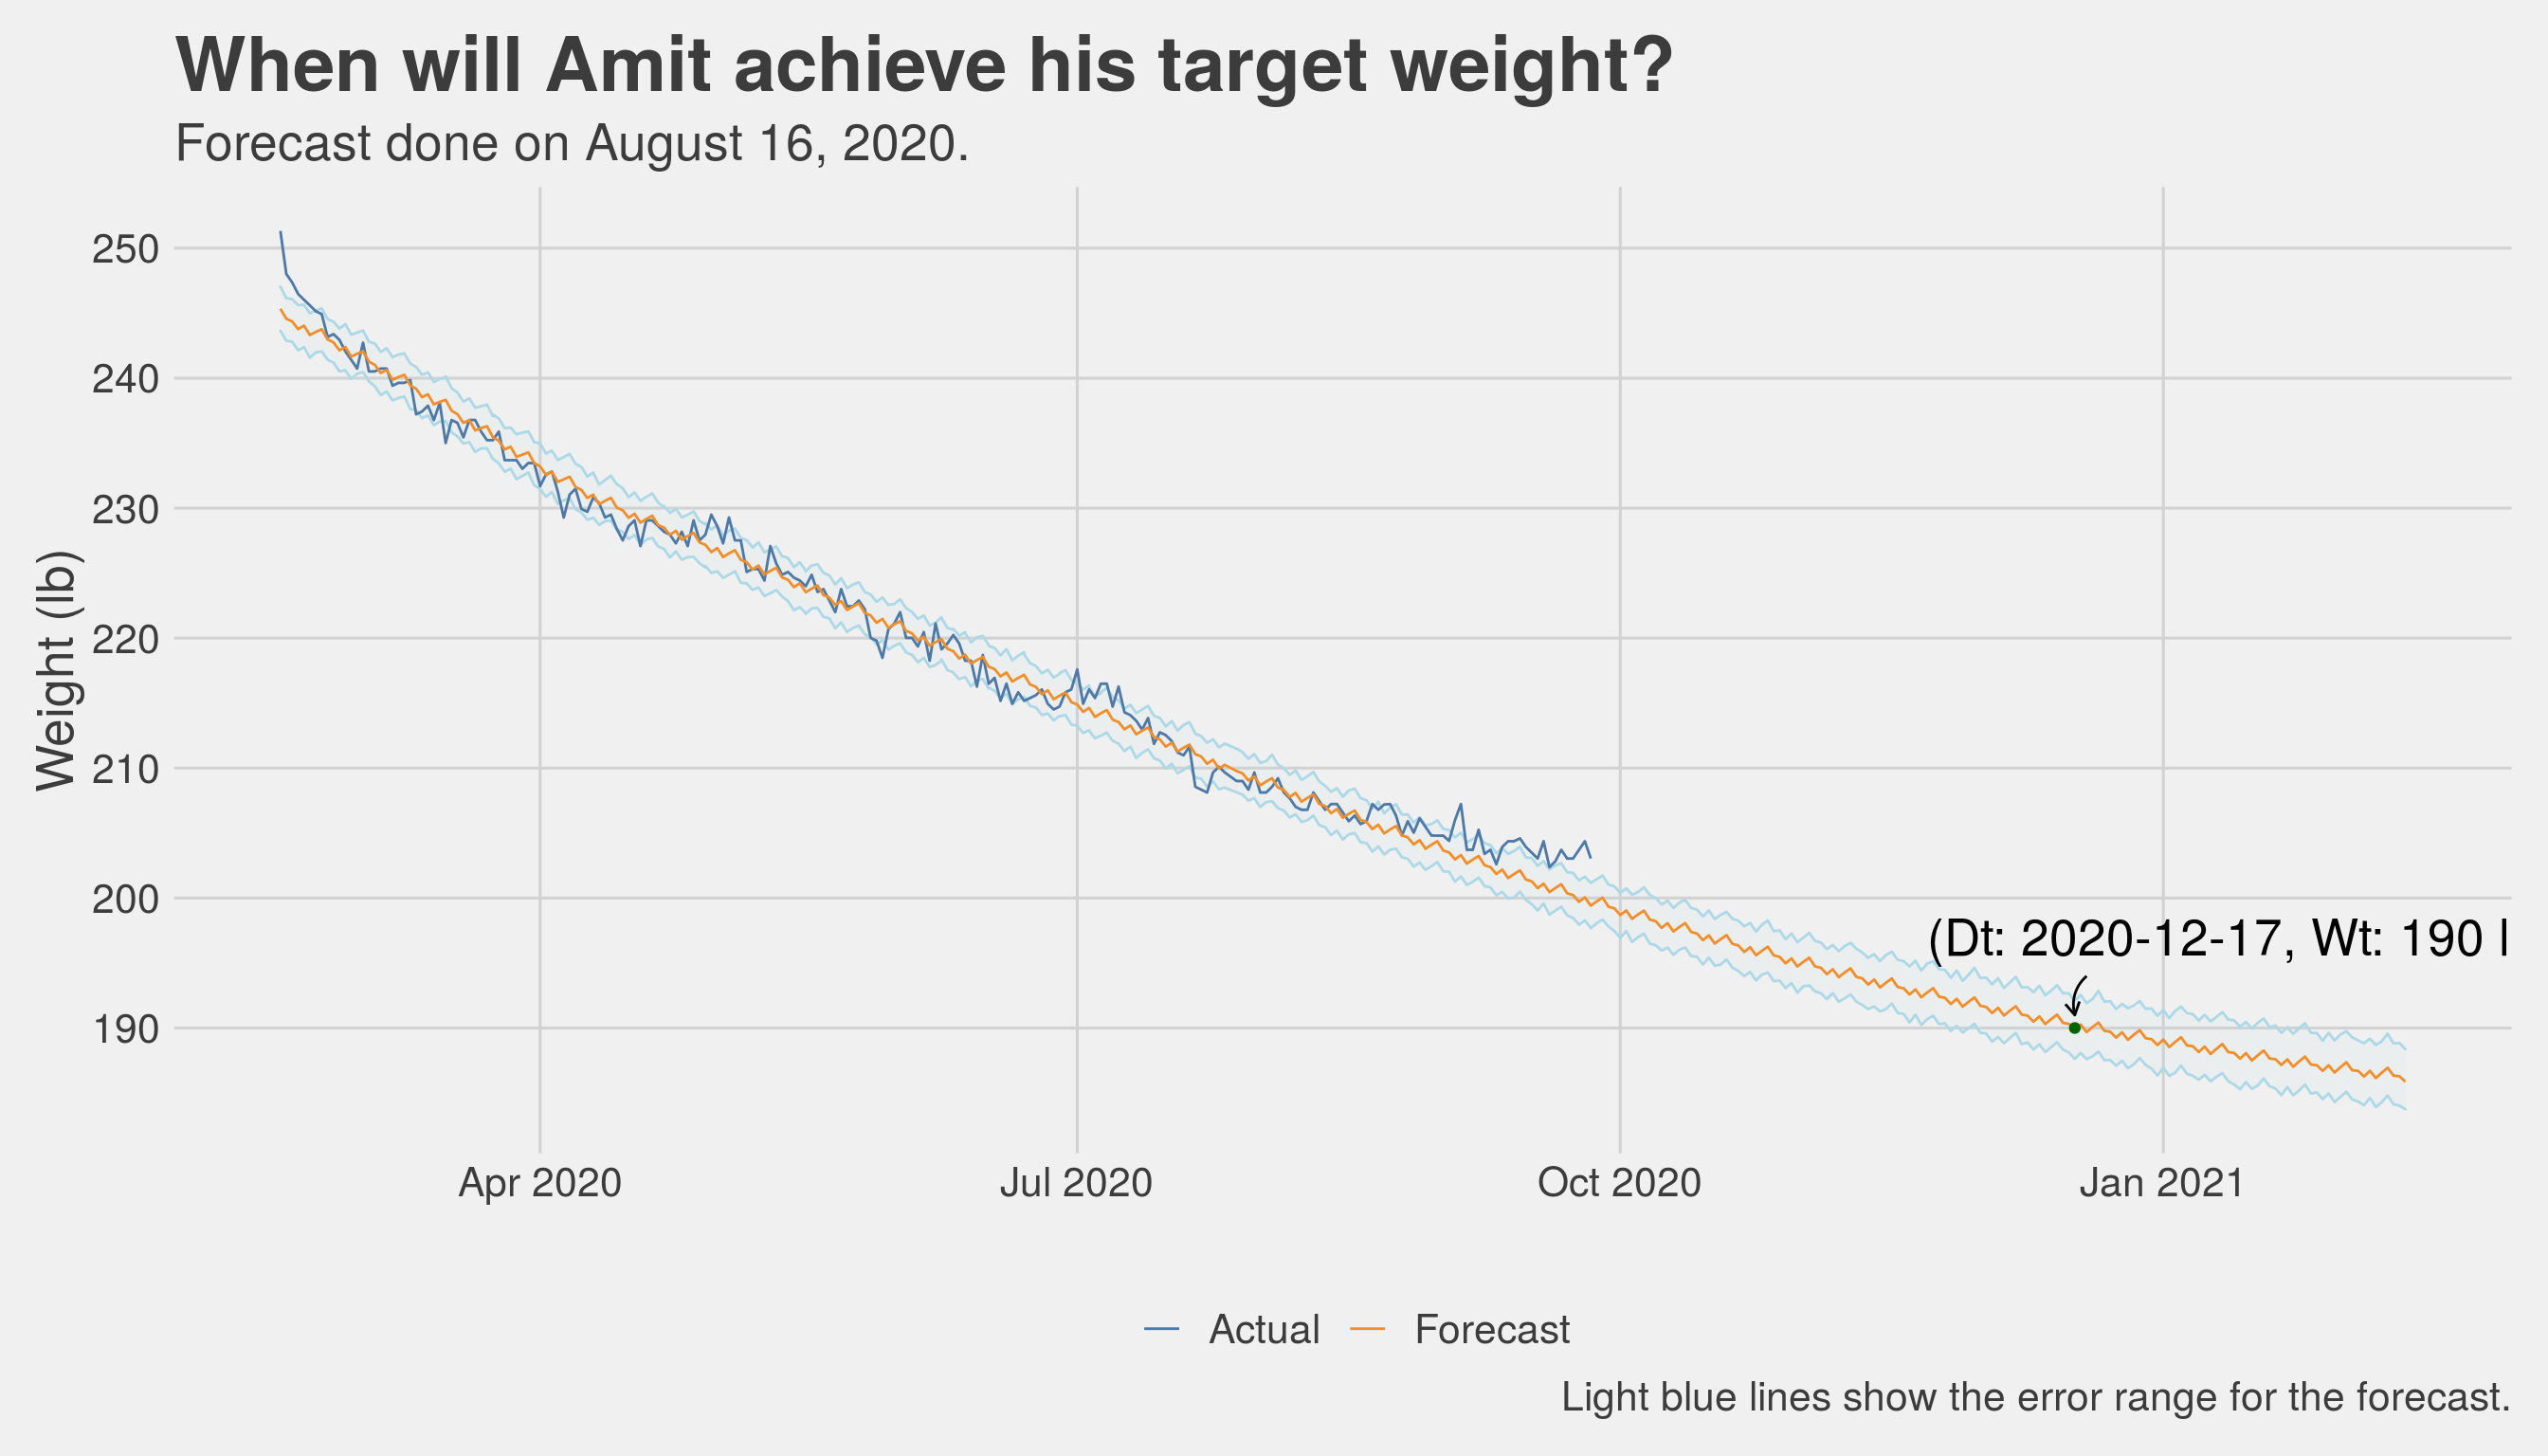 When will Amit achieve his target weight?
Forecast done on August 16, 2020.
Weight (lb)
250
240
230
220
210
200
190
(Dt: 2020-12-17, Wt: 190 l
Apr 2020
Jul 2020
Oct 2020
Jan 2021
Actual
Forecast
Light blue lines show the error range for the forecast.